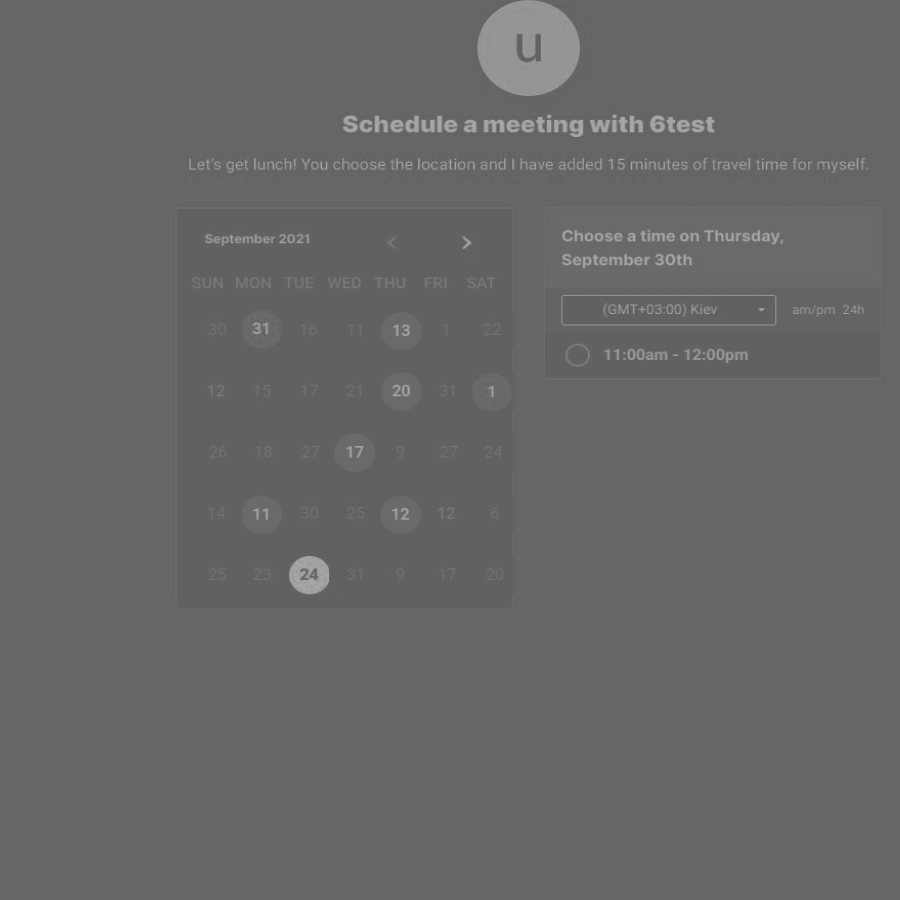 u
Schedule a meeting with 6test
Let's get lunch! You choose the location and I have added 15 minutes of travel time for myself.
September 2021 < >
SUN MON TUE WED THU FRI SAT
30 31 16 11 13 1 22
12 15 17 21 20 31 1
26 18 27 17 9 27 24
14 11 30 25 12 12 6
25 23 24 31 9 17 20
Choose a time on Thursday,
September 30th
(GMT+03:00) Kiev am/pm 24h
11:00am - 12:00pm